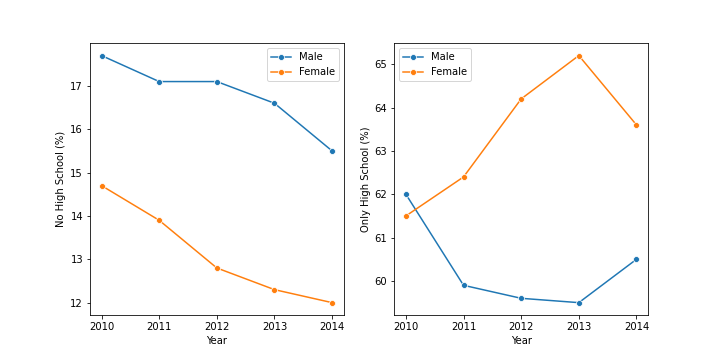 Male
Female
17
16
15
14
13
12
No High School (%)
2010 2011 2012 2013 2014
Year
Male
Female
65
64
63
62
61
60
Only High School (%)
2010 2011 2012 2013 2014
Year